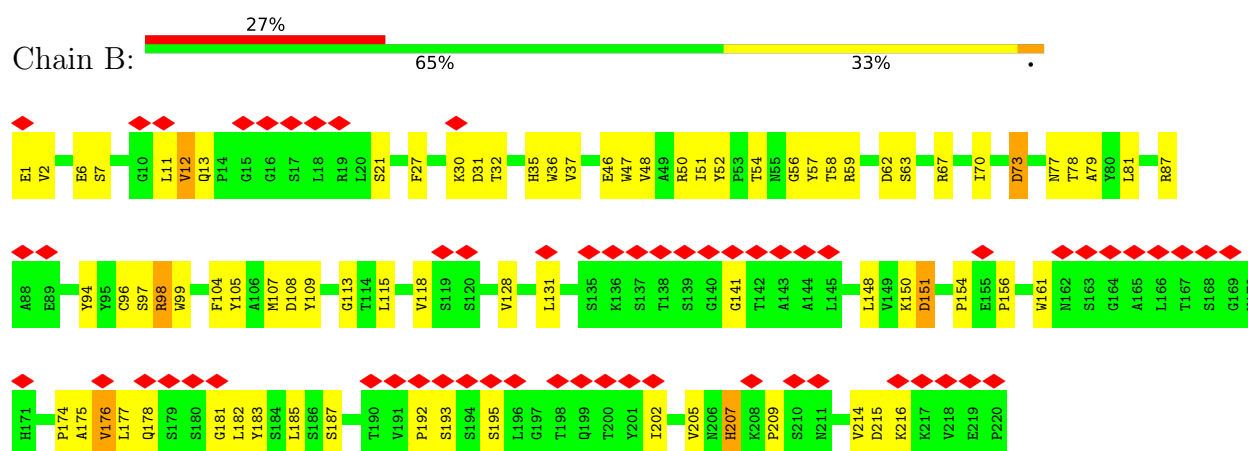 27%
Chain B:
65% 33% •
E1 V2 E6 S7 G10 L11 V12 Q13 P14 G15 G16 S17 L18 R19 L20 S21 F27 K30 D31 T32 H35 W36 V37 E46 W47 V48 A49 R50 I51 Y52 P53 T54 N55 G56 Y57 T58 R59 D62 S63 R67 I70 D73 N77 T78 A79 Y80 L81 R87
A88 E89 Y94 Y95 C96 S97 R98 W99 F104 Y105 A106 M107 D108 Y109 G113 T114 L115 V118 S119 S120 V128 L131 S135 K136 S137 T138 S139 G140 G141 T142 A143 A144 L145 L148 V149 K150 D151 P154 E155 P156 W161 N162 S163 G164 A165 L166 T167 S168 G169
H171 P174 A175 V176 L177 Q178 S179 S180 G181 L182 Y183 S184 L185 S186 S187 T190 V191 P192 S193 S194 S195 L196 G197 T198 Q199 T200 Y201 I202 V205 N206 H207 K208 P209 S210 N211 V214 D215 K216 K217 V218 E219 P220